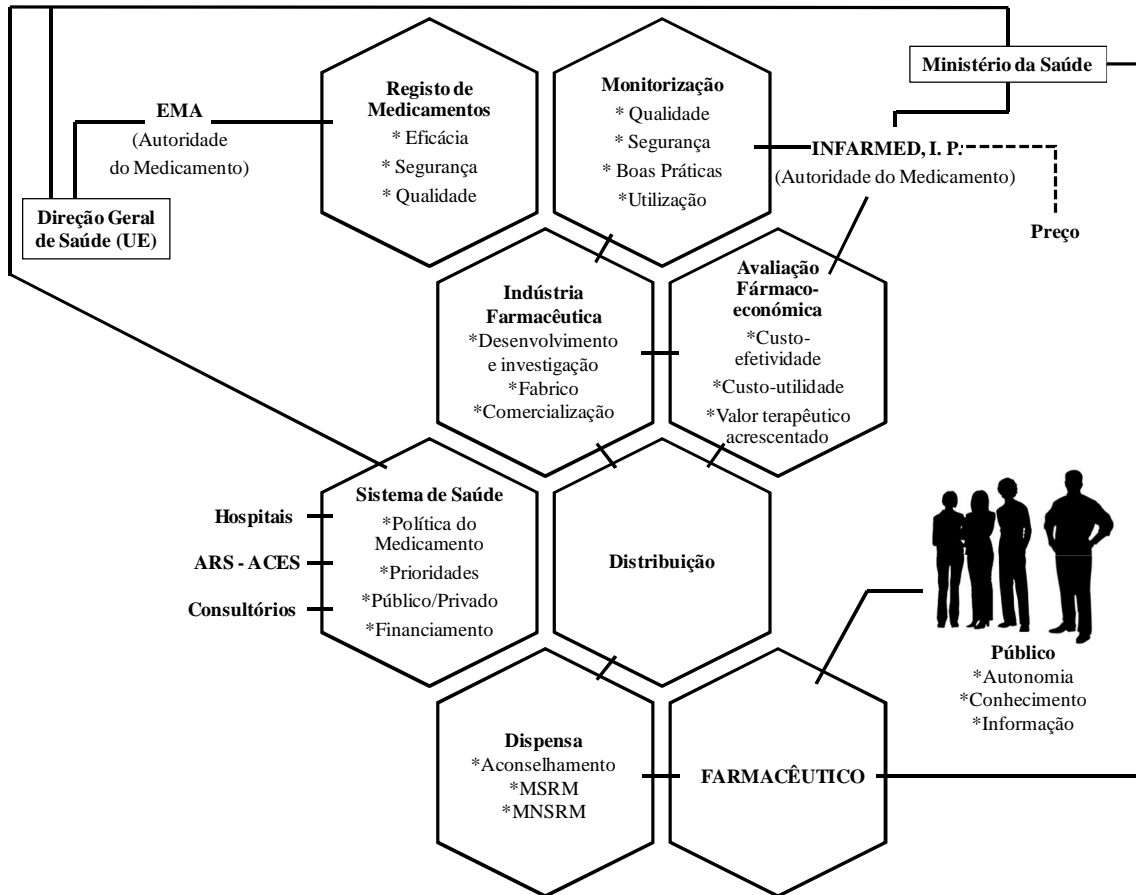 Ministério da Saúde
EMA
(Autoridade
do Medicamento)
Direção Geral
de Saúde (UE)
Registo de
Medicamentos
* Eficácia
* Segurança
* Qualidade
Monitorização
* Qualidade
* Segurança
* Boas Práticas
*Utilização
INFARMED, I. P.
(Autoridade do Medicamento)
Preço
Indústria
Farmacêutica
*Desenvolvimento
e investigação
*Fabrico
*Comercialização
Avaliação
Fármaco-
económica
*Custo-
efetividade
*Custo-utilidade
*Valor terapêutico
acrescentado
Hospitais
ARS - ACES
Consultórios
Sistema de Saúde
*Política do
Medicamento
*Prioridades
*Público/Privado
*Financiamento
Distribuição
Público
*Autonomia
*Conhecimento
*Informação
Dispensa
*Aconselhamento
*MSRM
*MNSRM
FARMACÊUTICO